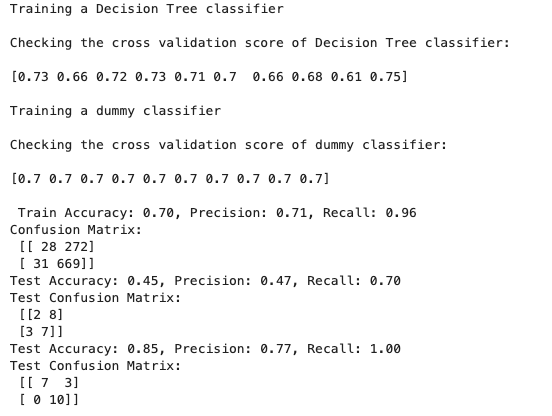 Training a Decision Tree classifier
Checking the cross validation score of Decision Tree classifier:
[0.73 0.66 0.72 0.73 0.71 0.7  0.66 0.68 0.61 0.75]
Training a dummy classifier
Checking the cross validation score of dummy classifier:
[0.7 0.7 0.7 0.7 0.7 0.7 0.7 0.7 0.7 0.7]
Train Accuracy: 0.70, Precision: 0.71, Recall: 0.96
Confusion Matrix:
[[ 28 272]
[ 31 669]]
Test Accuracy: 0.45, Precision: 0.47, Recall: 0.70
Test Confusion Matrix:
[[2 8]
[3 7]]
Test Accuracy: 0.85, Precision: 0.77, Recall: 1.00
Test Confusion Matrix:
[[ 7  3]
[ 0 10]]